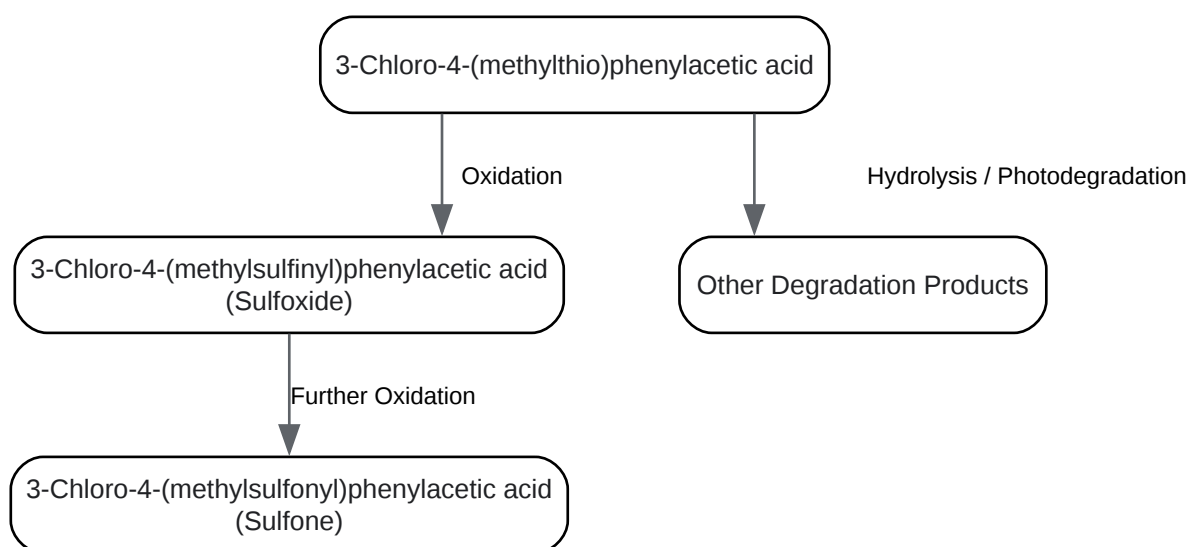 3-Chloro-4-(methylthio)phenylacetic acid
Oxidation
Hydrolysis / Photodegradation
3-Chloro-4-(methylsulfinyl)phenylacetic acid
(Sulfoxide)
Other Degradation Products
Further Oxidation
3-Chloro-4-(methylsulfonyl)phenylacetic acid
(Sulfone)